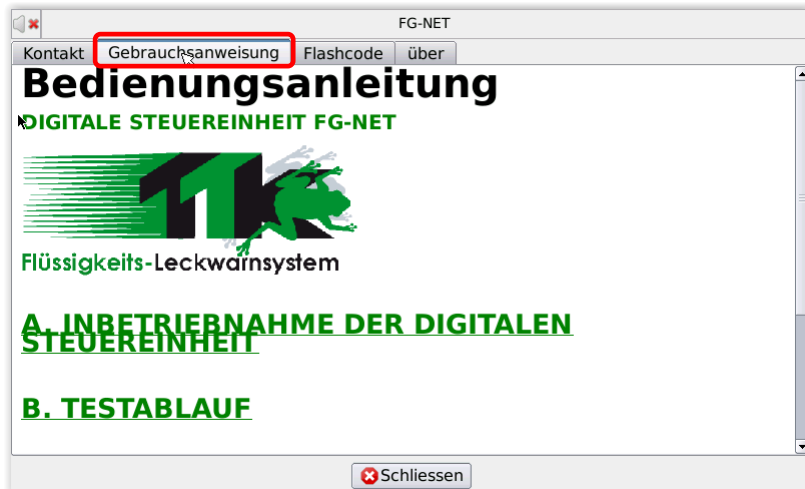 FG-NET
Kontakt Gebrauchsanweisung Flashcode über
Bedienungsanleitung
DIGITALE STEUEREINHEIT FG-NET
TTK
Flüssigkeits-Leckwarnsystem
A. INBETRIEBNAHME DER DIGITALEN
STEUEREINHEIT
B. TESTABLAUF
Schliessen